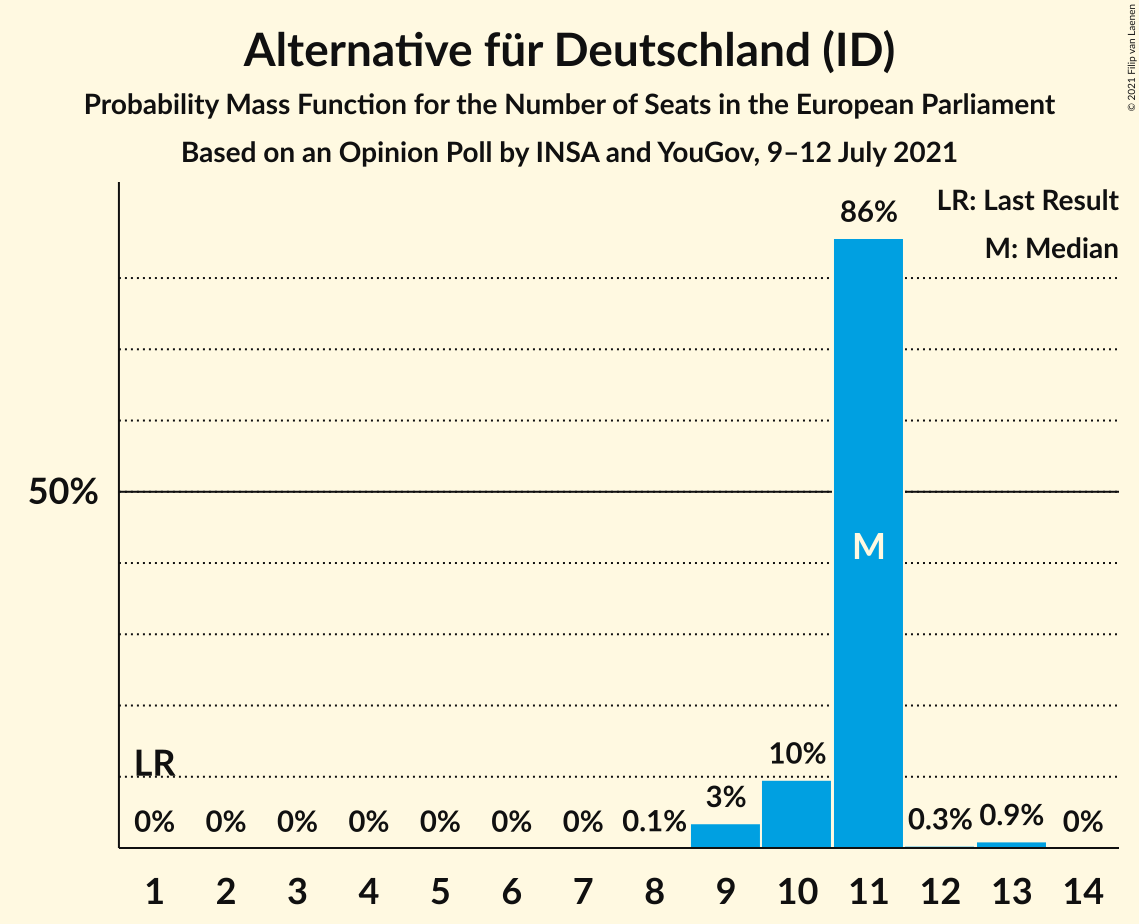 Alternative für Deutschland (ID)
Probability Mass Function for the Number of Seats in the European Parliament
Based on an Opinion Poll by INSA and YouGov, 9–12 July 2021
© 2021 Filip van Laenen
LR: Last Result
M: Median
86%
50%
M
LR
10%
3%
0% 0% 0% 0% 0% 0% 0% 0.1% 0.3% 0.9% 0%
1 2 3 4 5 6 7 8 9 10 11 12 13 14